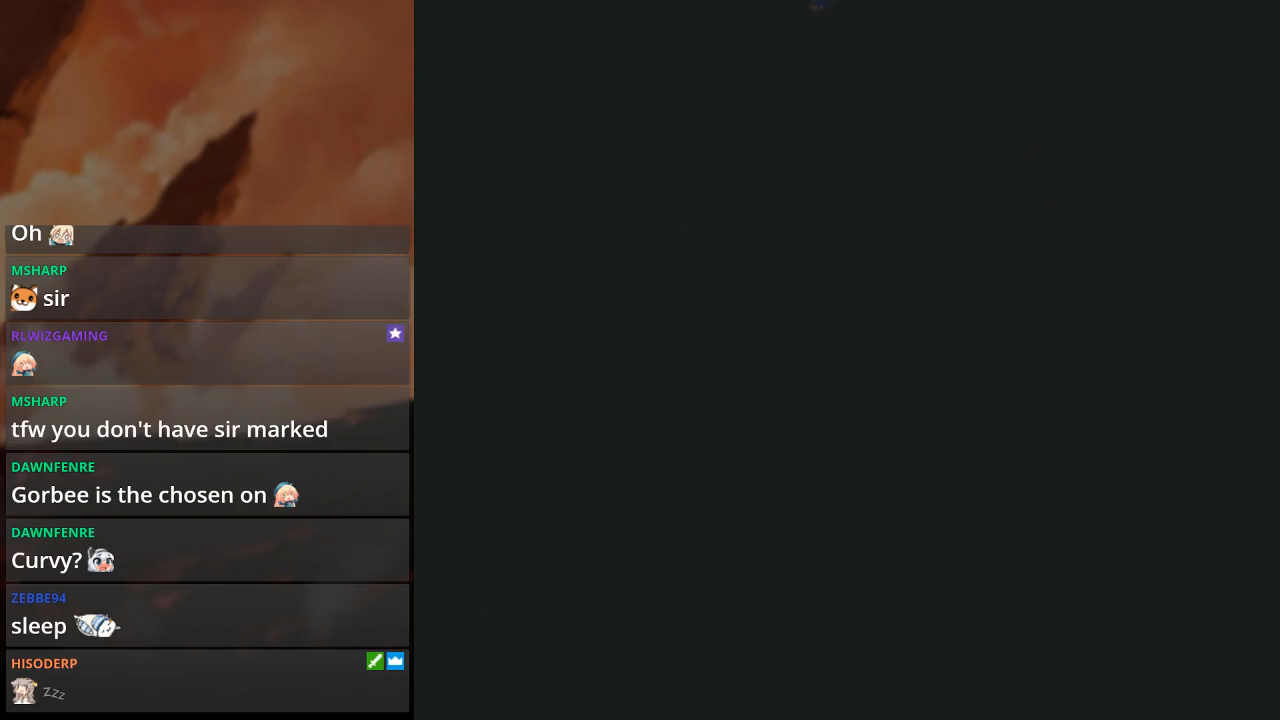 Oh
MSHARP
sir
RLWIZGAMING
MSHARP
tfw you don't have sir marked
DAWNFENRE
Gorbee is the chosen on
DAWNFENRE
Curvy?
ZEBBE94
sleep
HISODERP
zzz